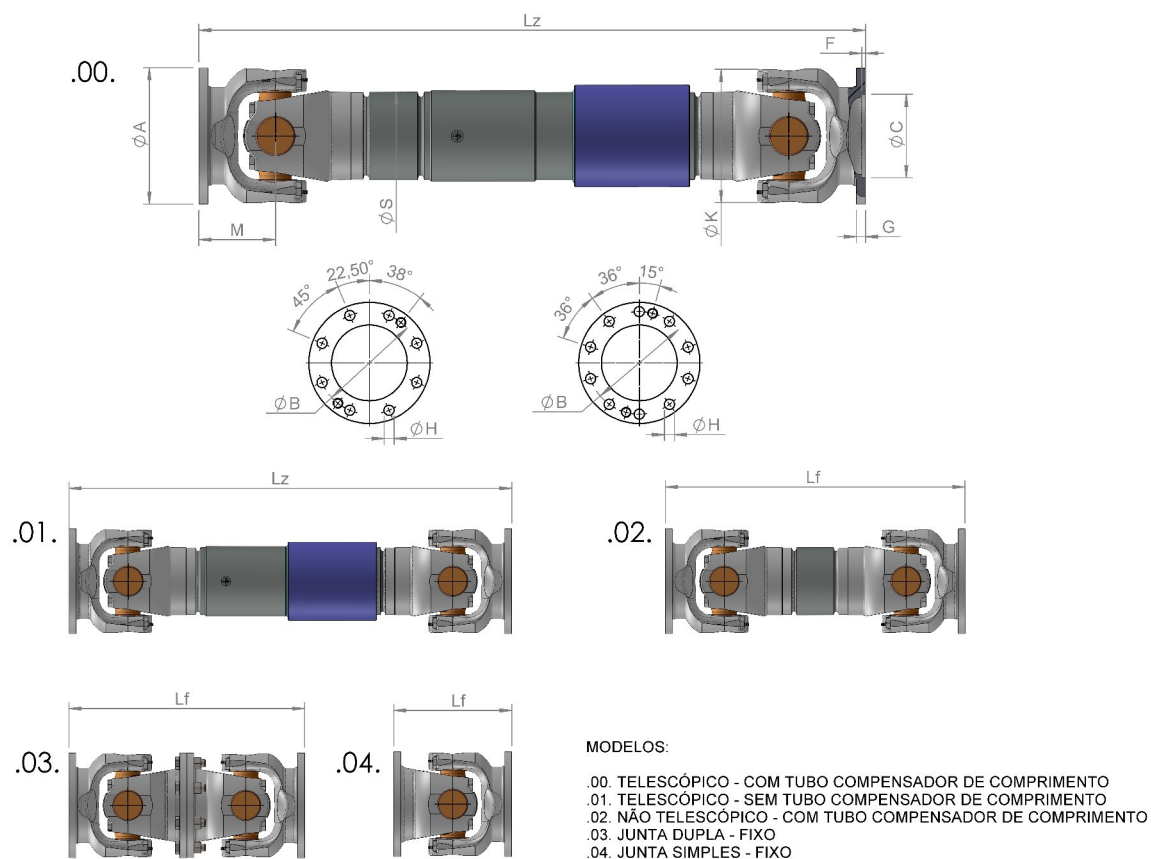 Lz
F
.00.
ØA
ØC
ØS
ØK
M
G
22,50°
38°
45°
36°
15°
36°
ØB
ØH
ØB
ØH
Lz
Lf
.01.
.02.
Lf
Lf
.03.
.04.
MODELOS:
.00. TELESCÓPICO - COM TUBO COMPENSADOR DE COMPRIMENTO
.01. TELESCÓPICO - SEM TUBO COMPENSADOR DE COMPRIMENTO
.02. NÃO TELESCÓPICO - COM TUBO COMPENSADOR DE COMPRIMENTO
.03. JUNTA DUPLA - FIXO
.04. JUNTA SIMPLES - FIXO